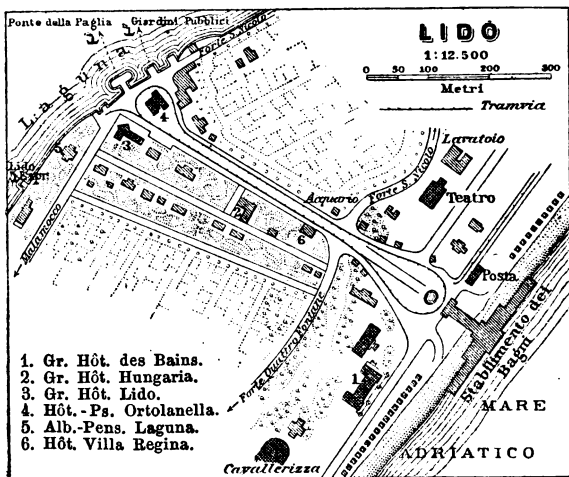 Ponte della Paglia Giardini Pubblici
Forte S. Nicolò
LIDO
1:12.500
0 50 100 200 300
Metri
Tramvia
Laguna
4
3
5
Lido
Malamocco
2
6
Acquario
Forte S. Nicolò
Lavatoio
Teatro
Posta
Stabilimento dei
Bagni
Forte Quattro Fontane
1
1. Gr. Hôt. des Bains.
2. Gr. Hôt. Hungaria.
3. Gr. Hôt. Lido.
4. Hôt.-Ps. Ortolanella.
5. Alb.-Pens. Laguna.
6. Hôt. Villa Regina.
Cavallerizza
MARE
ADRIATICO